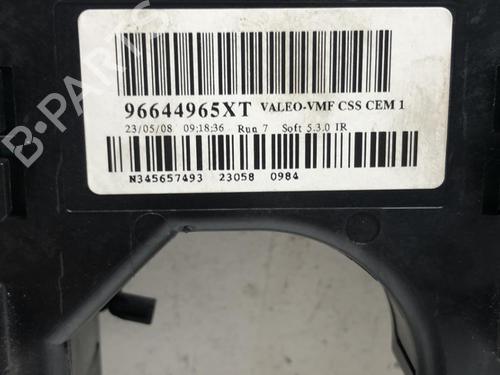 96644965XT VALEO-VMF CSS CEM 1
23/05/08 09:18:36 Run 7 Soft 5.3.0 IR
N345657493 23058 0984